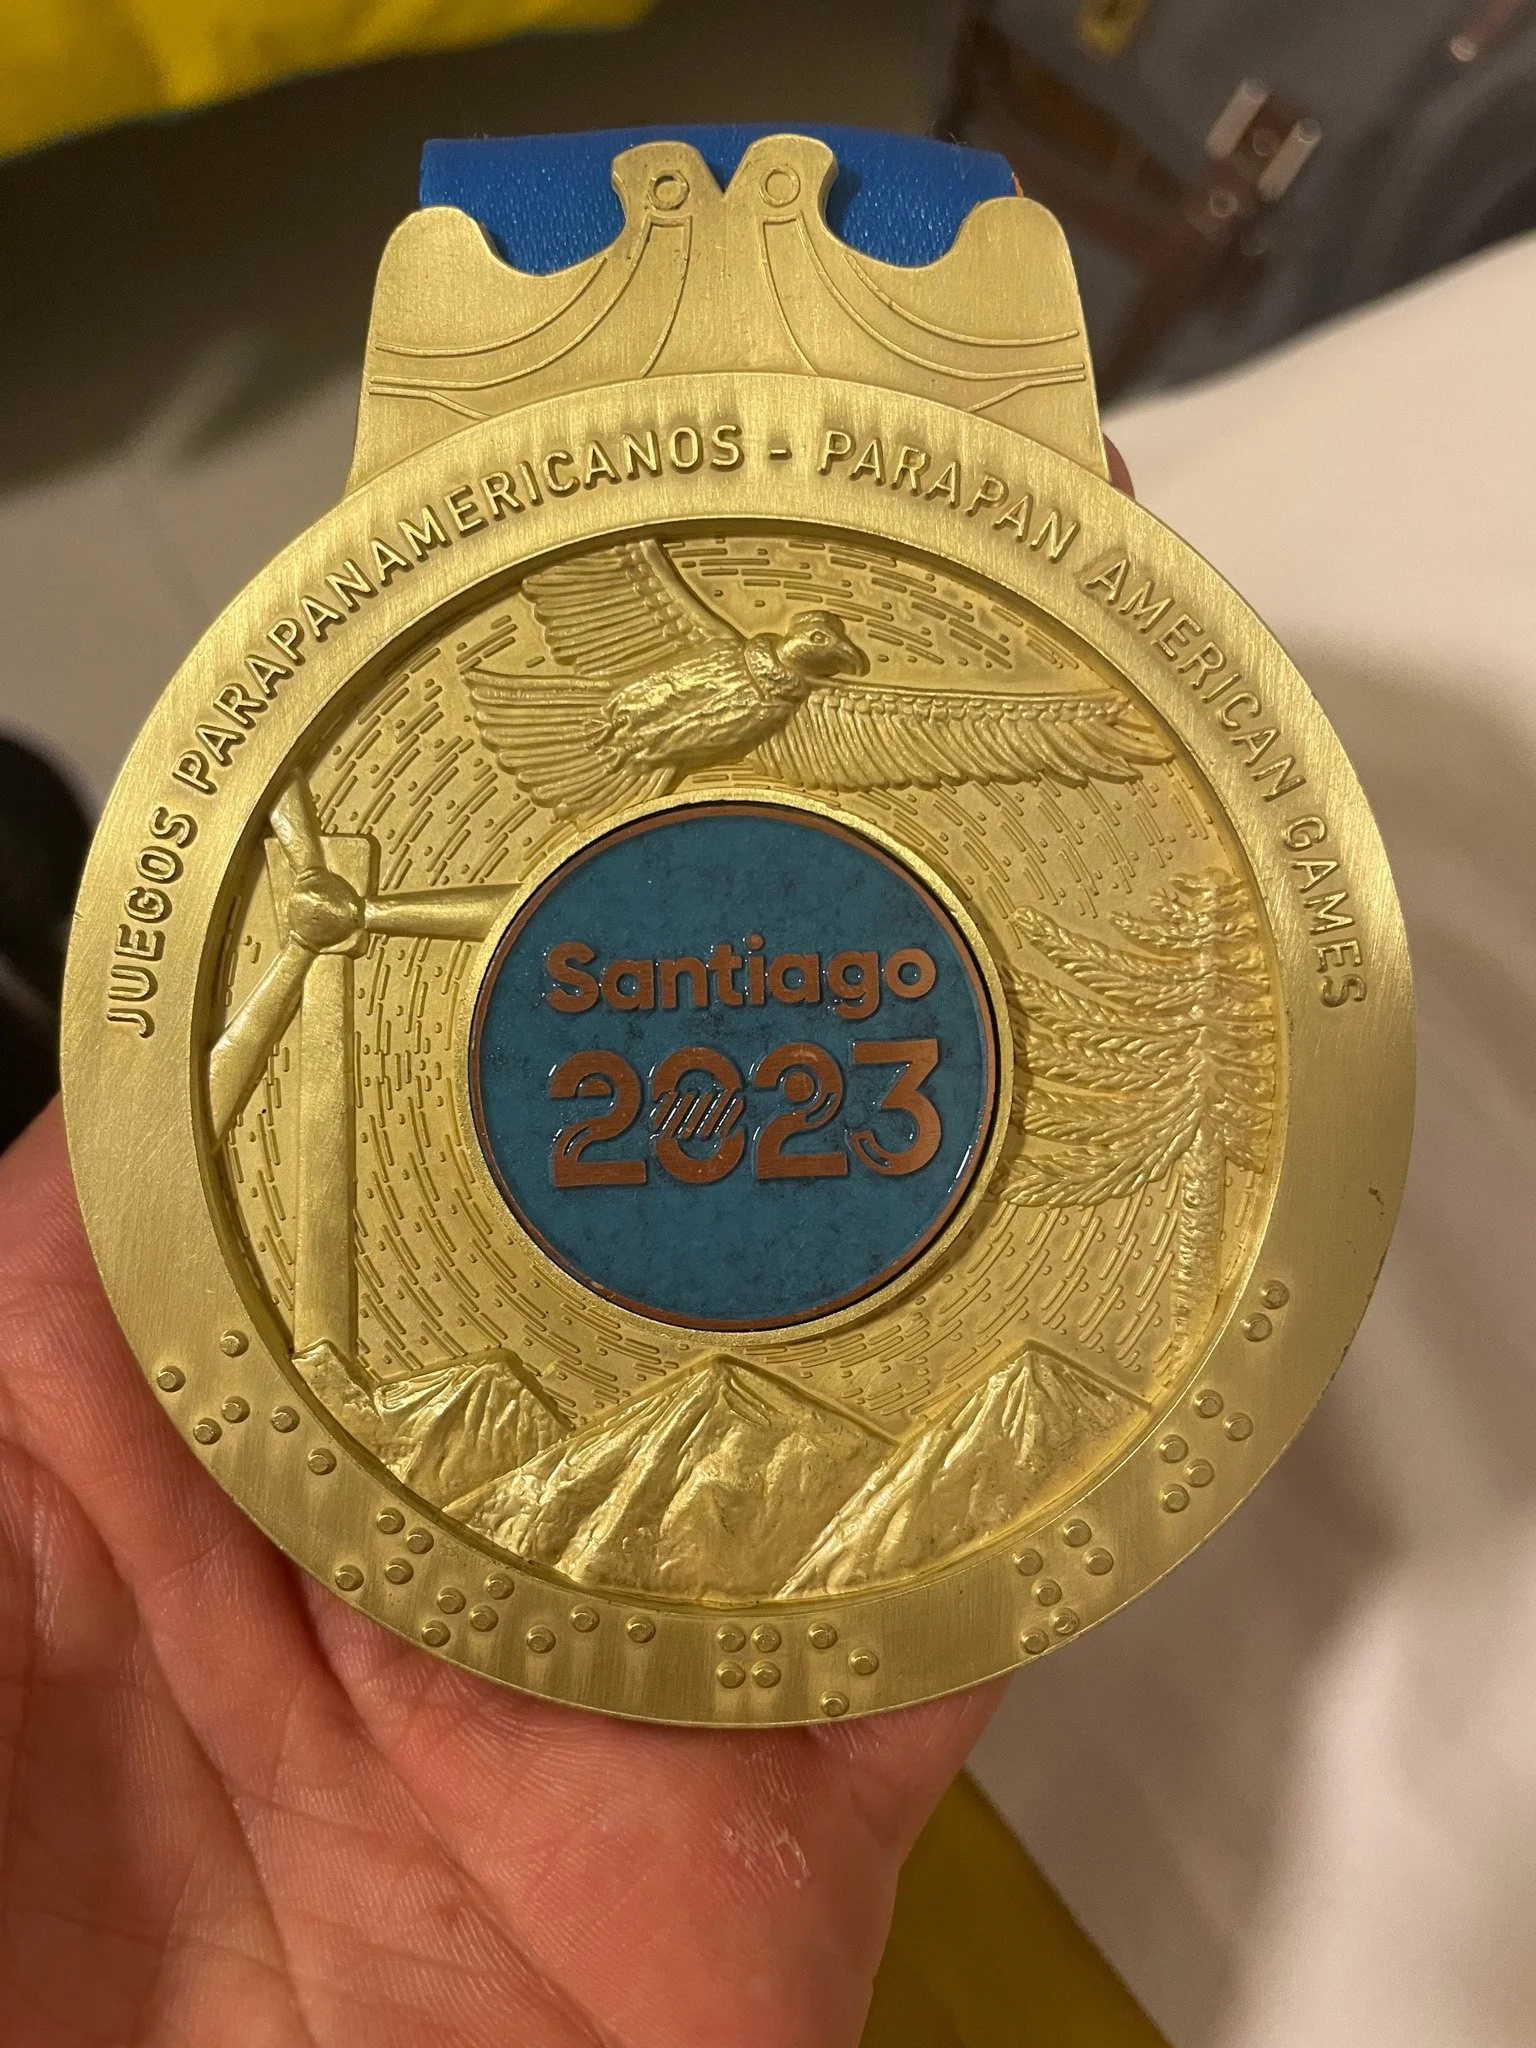 JUEGOS PARAPANAMERICANOS - PARAPAN AMERICAN GAMES
Santiago
2023